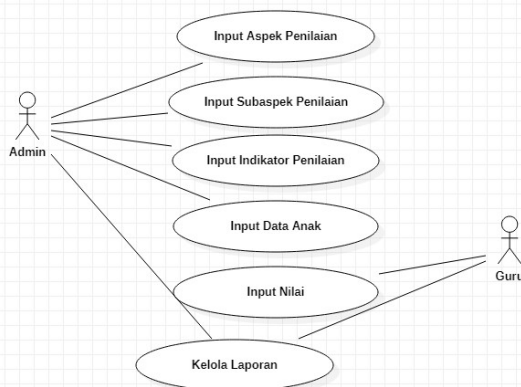 Input Aspek Penilaian
Input Subaspek Penilaian
Admin
Input Indikator Penilaian
Input Data Anak
Guru
Input Nilai
Kelola Laporan